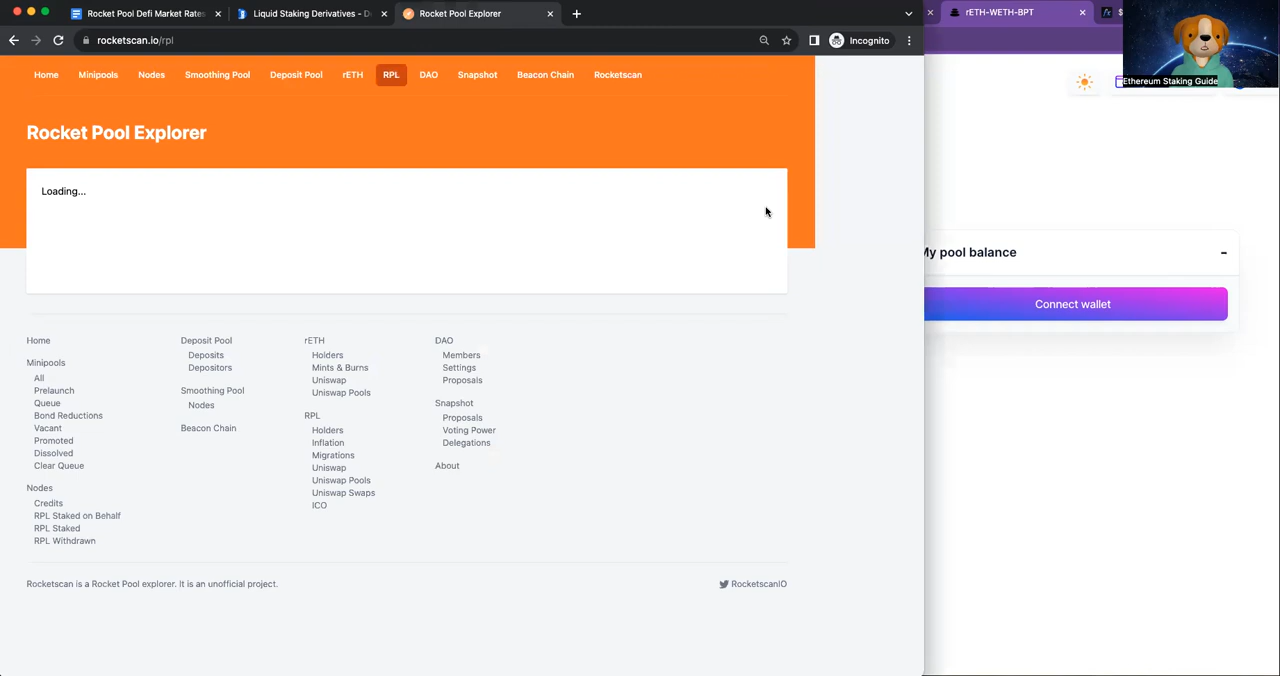 Rocket Pool Defi Market Rates
Liquid Staking Derivatives - D
Rocket Pool Explorer
rETH-WETH-BPT
rocketscan.io/rpl
Incognito
Ethereum Staking Guide
Home Minipools Nodes Smoothing Pool Deposit Pool rETH RPL DAO Snapshot Beacon Chain Rocketscan
Rocket Pool Explorer
Loading...
My pool balance
-
Connect wallet
Home
Minipools
All
Prelaunch
Queue
Bond Reductions
Vacant
Promoted
Dissolved
Clear Queue
Nodes
Credits
RPL Staked on Behalf
RPL Staked
RPL Withdrawn
Deposit Pool
Deposits
Depositors
Smoothing Pool
Nodes
Beacon Chain
rETH
Holders
Mints & Burns
Uniswap
Uniswap Pools
RPL
Holders
Inflation
Migrations
Uniswap
Uniswap Pools
Uniswap Swaps
ICO
DAO
Members
Settings
Proposals
Snapshot
Proposals
Voting Power
Delegations
About
Rocketscan is a Rocket Pool explorer. It is an unofficial project.
RocketscanIO